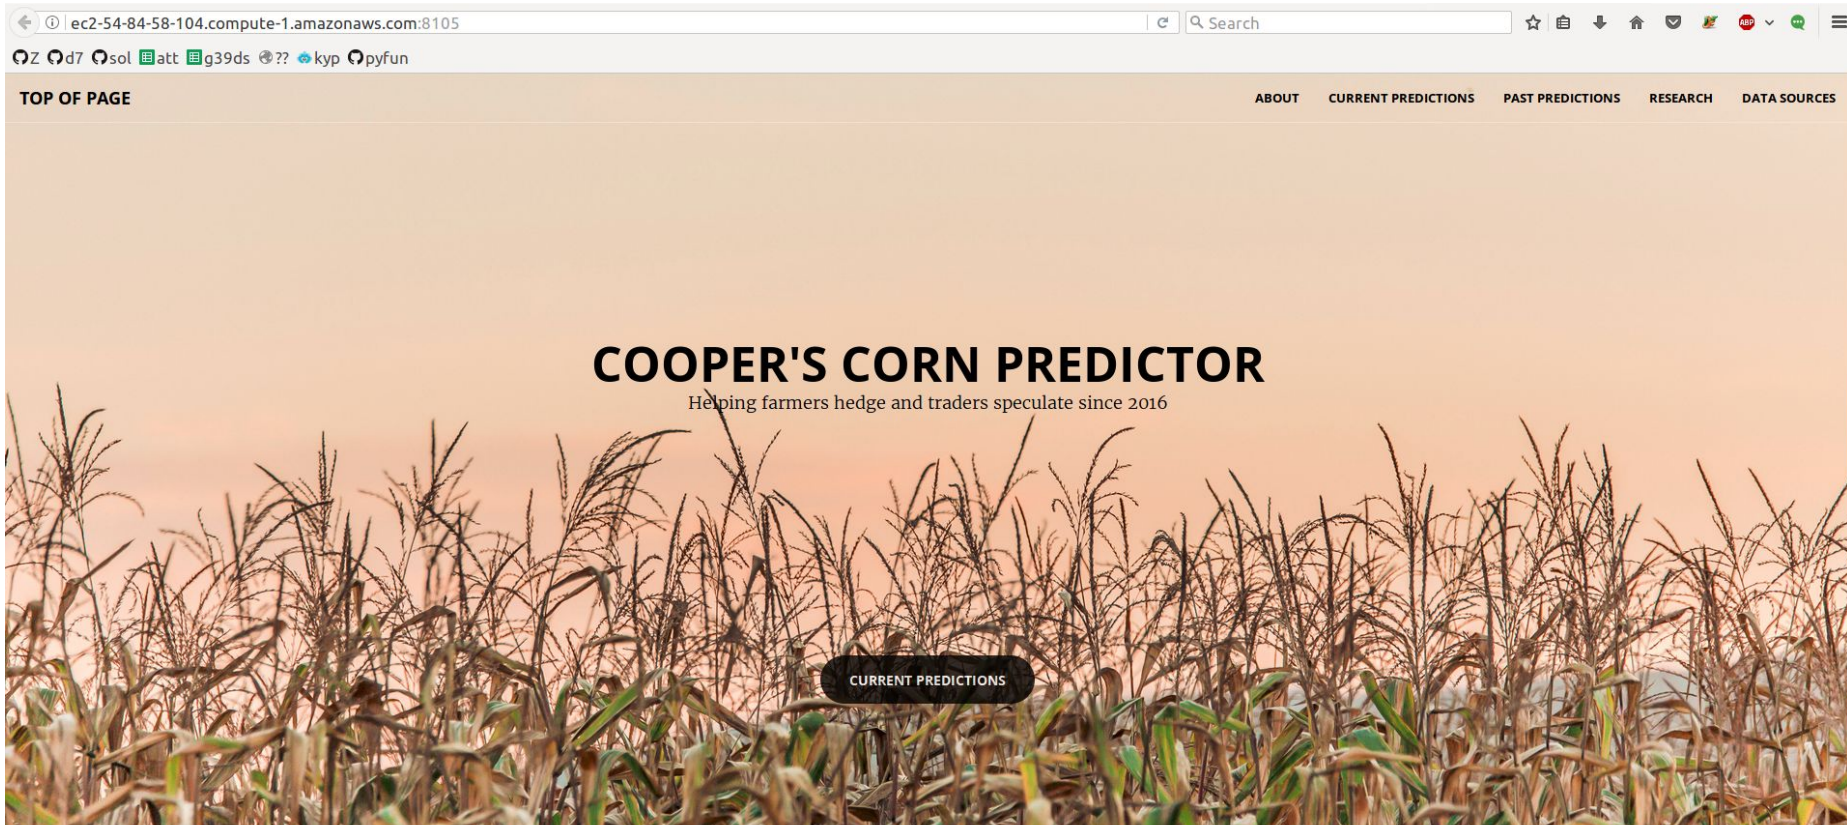 ec2-54-84-58-104.compute-1.amazonaws.com:8105
Search
ABP
Z d7 sol att g39ds ?? kyp pyfun
TOP OF PAGE
ABOUT CURRENT PREDICTIONS PAST PREDICTIONS RESEARCH DATA SOURCES
COOPER'S CORN PREDICTOR
Helping farmers hedge and traders speculate since 2016
CURRENT PREDICTIONS